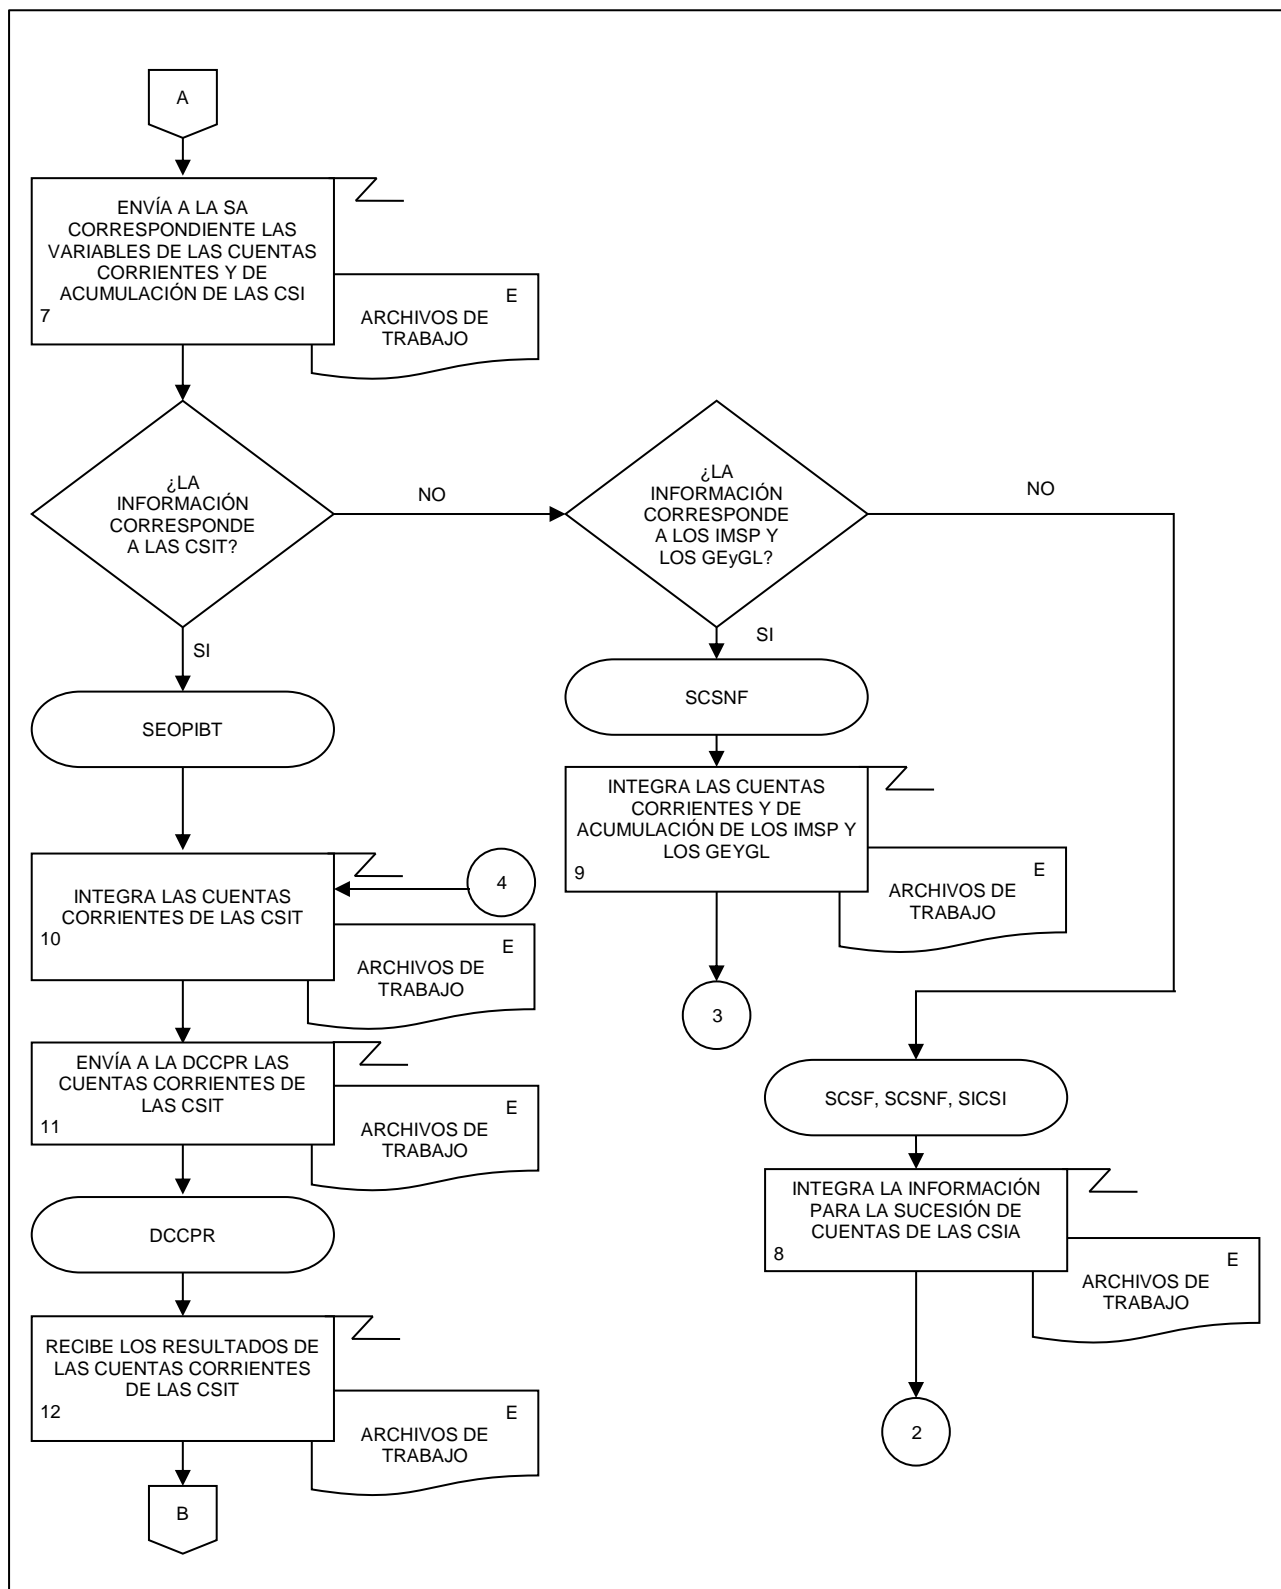 A
ENVÍA A LA SA
CORRESPONDIENTE LAS
VARIABLES DE LAS CUENTAS
CORRIENTES Y DE
ACUMULACIÓN DE LAS CSI
7
E
ARCHIVOS DE
TRABAJO
¿LA
INFORMACIÓN
CORRESPONDE
A LAS CSIT?
NO
¿LA
INFORMACIÓN
CORRESPONDE
A LOS IMSP Y
LOS GEyGL?
NO
SI
SI
SEOPIBT
SCSNF
INTEGRA LAS CUENTAS
CORRIENTES Y DE
ACUMULACIÓN DE LOS IMSP Y
LOS GEYGL
9
E
ARCHIVOS DE
TRABAJO
3
INTEGRA LAS CUENTAS
CORRIENTES DE LAS CSIT
10
4
E
ARCHIVOS DE
TRABAJO
ENVÍA A LA DCCPR LAS
CUENTAS CORRIENTES DE
LAS CSIT
11
E
ARCHIVOS DE
TRABAJO
SCSF, SCSNF, SICSI
INTEGRA LA INFORMACIÓN
PARA LA SUCESIÓN DE
CUENTAS DE LAS CSIA
8
E
ARCHIVOS DE
TRABAJO
2
DCCPR
RECIBE LOS RESULTADOS DE
LAS CUENTAS CORRIENTES
DE LAS CSIT
12
E
ARCHIVOS DE
TRABAJO
B